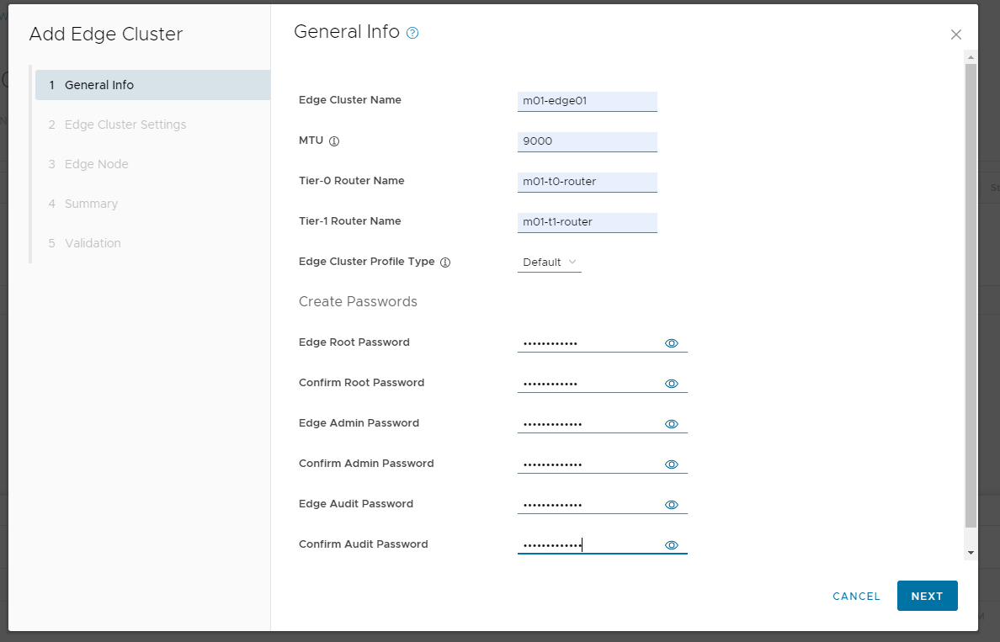 Add Edge Cluster
1 General Info
2 Edge Cluster Settings
3 Edge Node
4 Summary
5 Validation
General Info
Edge Cluster Name m01-edge01
MTU 9000
Tier-0 Router Name m01-t0-router
Tier-1 Router Name m01-t1-router
Edge Cluster Profile Type Default
Create Passwords
Edge Root Password ••••••••••••
Confirm Root Password ••••••••••••
Edge Admin Password •••••••••••••
Confirm Admin Password •••••••••••••
Edge Audit Password •••••••••••••
Confirm Audit Password •••••••••••••
CANCEL NEXT